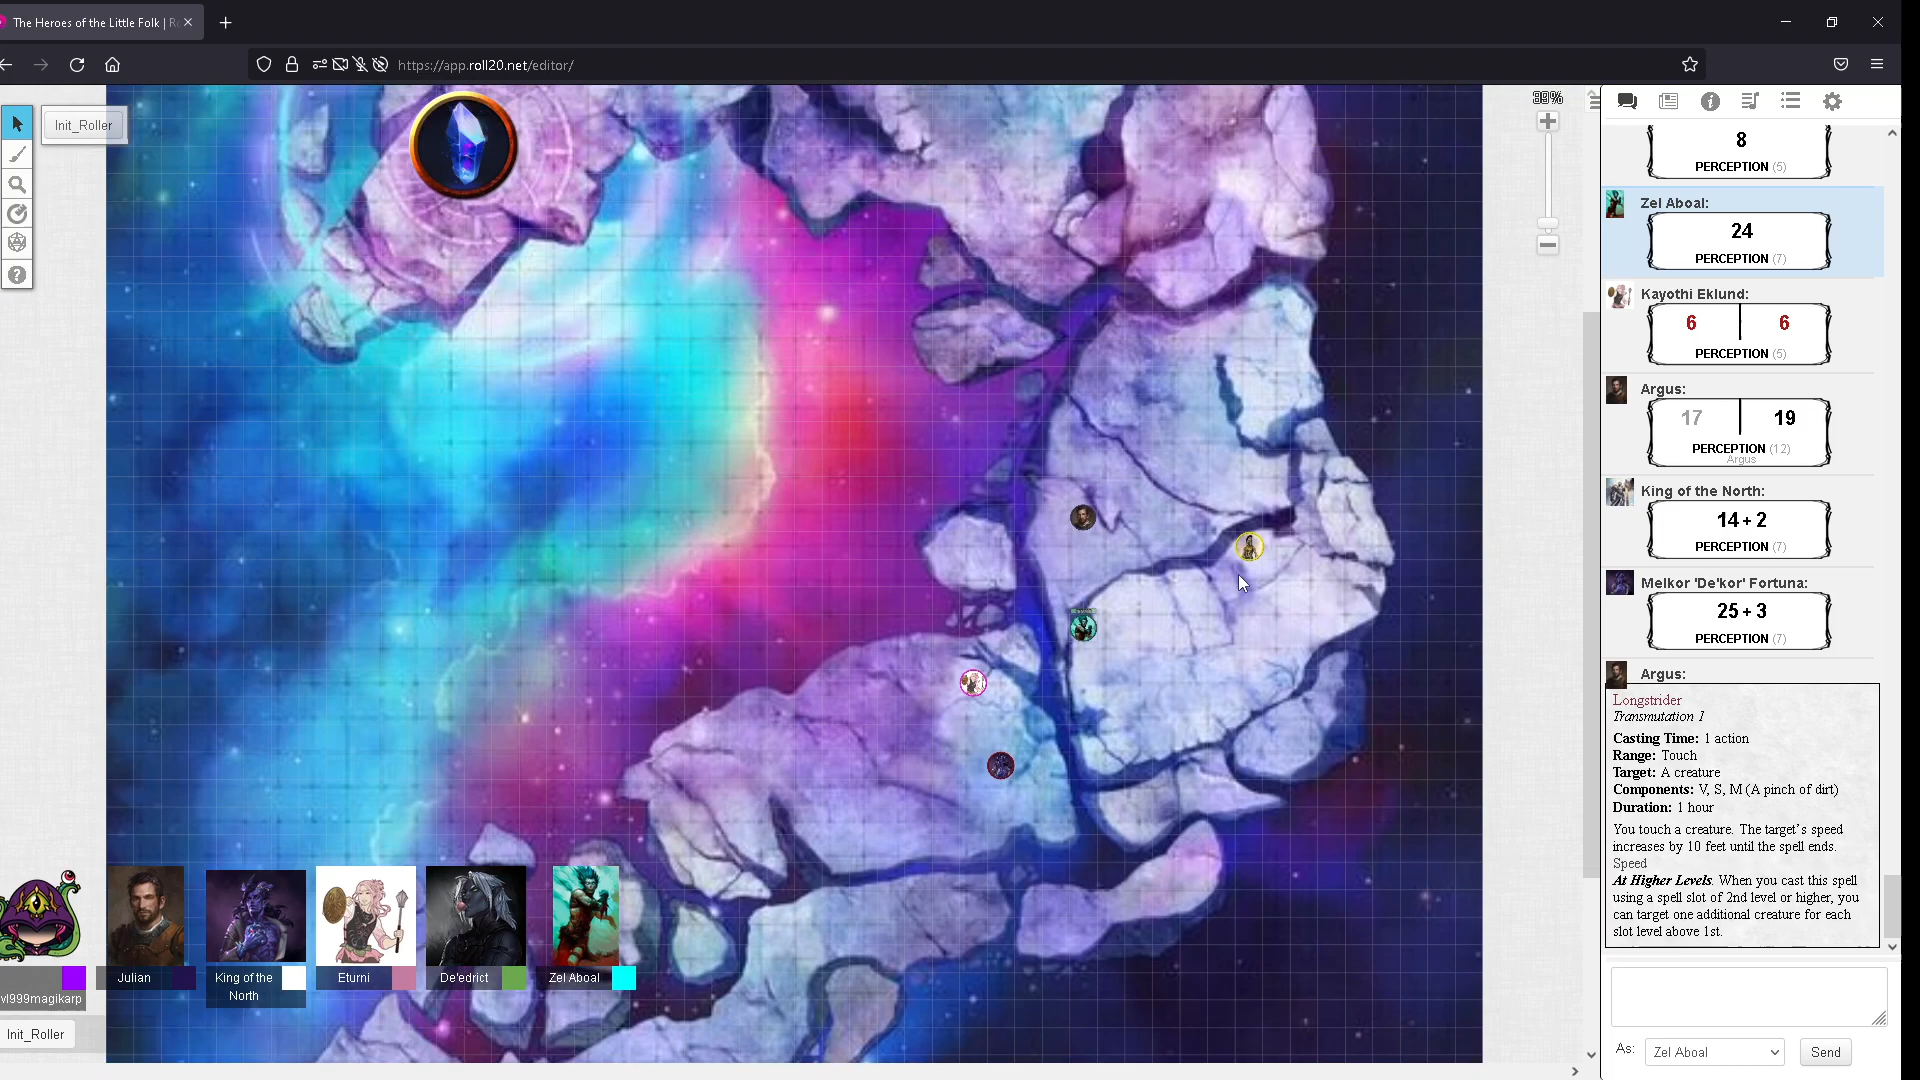 The Heroes of the Little Folk |
https://app.roll20.net/editor/
Init_Roller
39%
8
PERCEPTION (5)
Zel Aboal:
24
PERCEPTION (7)
Kayothi Eklund:
6 6
PERCEPTION (5)
Argus:
17 19
PERCEPTION (12)
Argus
King of the North:
14 + 2
PERCEPTION (7)
Melkor 'De'kor' Fortuna:
25 + 3
PERCEPTION (7)
Argus:
Longstrider
Transmutation 1
Casting Time: 1 action
Range: Touch
Target: A creature
Components: V, S, M (A pinch of dirt)
Duration: 1 hour
You touch a creature. The target's speed
increases by 10 feet until the spell ends.
Speed
At Higher Levels. When you cast this spell
using a spell slot of 2nd level or higher, you
can target one additional creature for each
slot level above 1st.
vl999magikarp
Julian
King of the
North
Eturni
De'edrict
Zel Aboal
Init_Roller
As:
Zel Aboal
Send